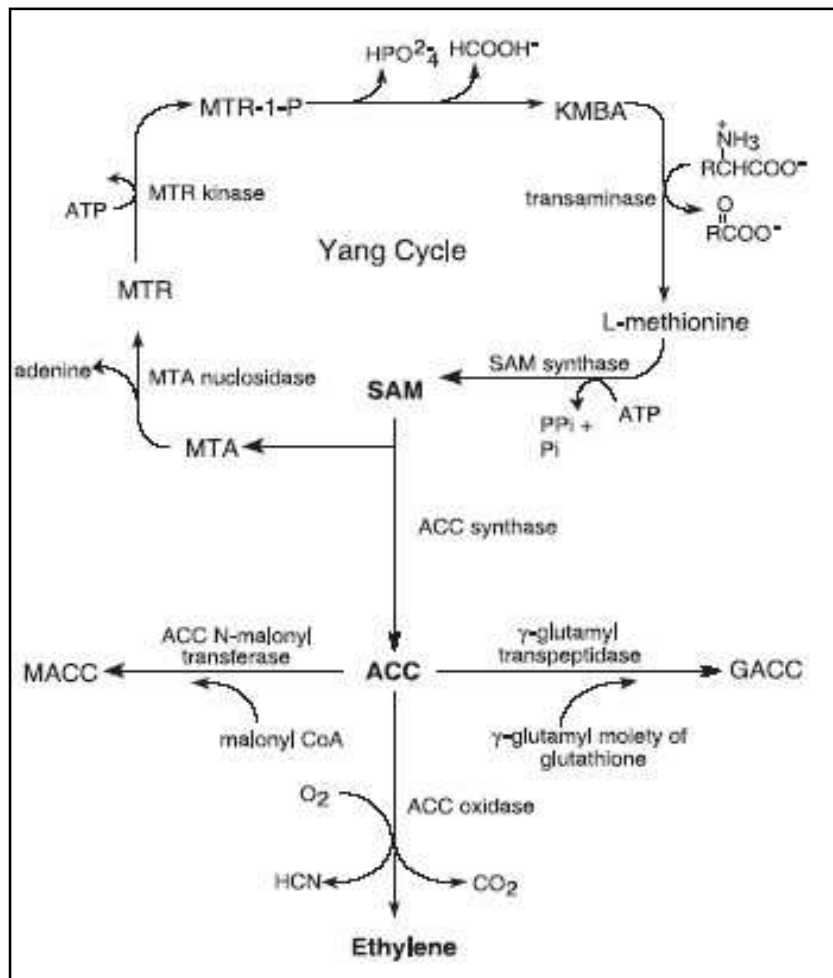 HPO²⁻₄
HCOOH⁻
MTR-1-P
KMBA
⁺
NH₃
RCHCOO⁻
MTR kinase
ATP
transaminase
O
RCOO⁻
Yang Cycle
MTR
L-methionine
SAM synthase
adenine
MTA nuclosidase
SAM
ATP
PPi +
Pi
MTA
ACC synthase
ACC N-malonyl
transferase
γ-glutamyl
transpeptidase
MACC
ACC
GACC
malonyl CoA
γ-glutamyl moiety of
glutathione
O₂
ACC oxidase
HCN
CO₂
Ethylene